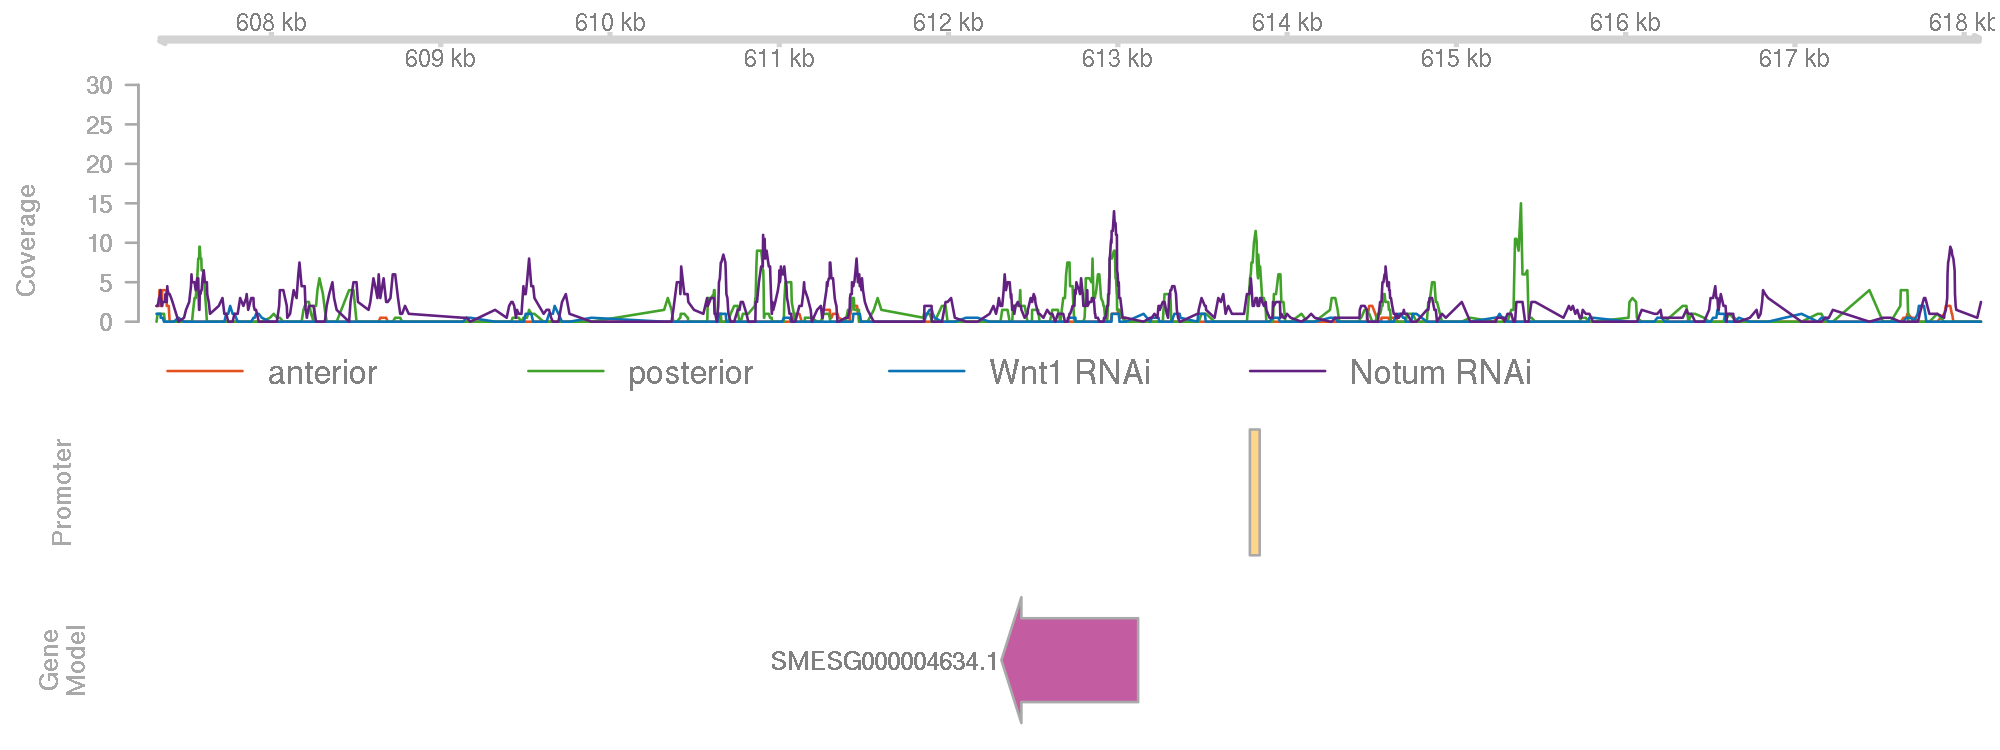 608 kb 610 kb 612 kb 614 kb 616 kb 618 kb
609 kb 611 kb 613 kb 615 kb 617 kb
30
25
20
15
10
5
0
Coverage
anterior posterior Wnt1 RNAi Notum RNAi
Promoter
Gene
Model
SMESG000004634.1